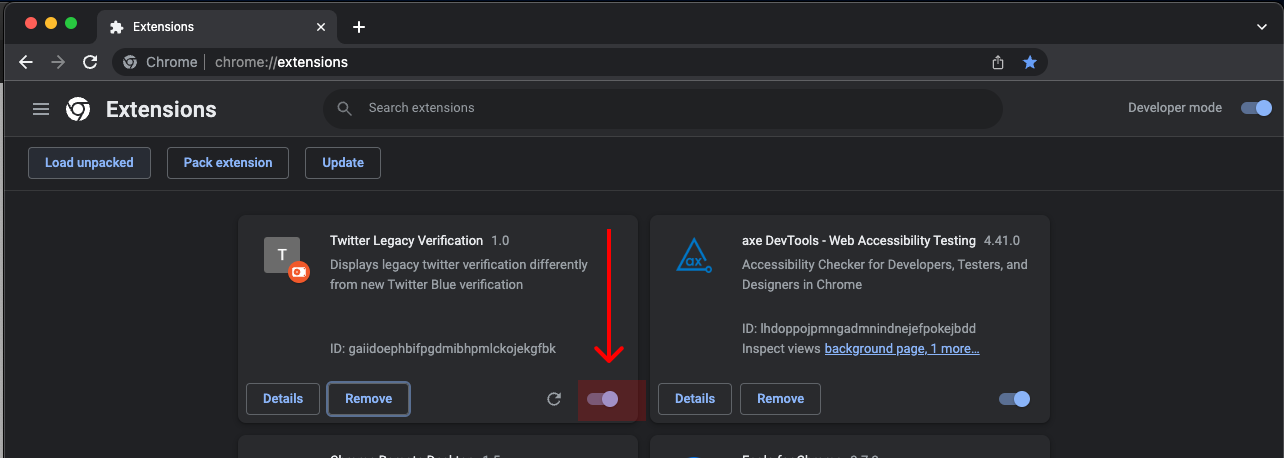 Extensions
Chrome chrome://extensions
Extensions
Search extensions
Developer mode
Load unpacked
Pack extension
Update
T
Twitter Legacy Verification 1.0
Displays legacy twitter verification differently
from new Twitter Blue verification
ID: gaiidoephbifpgdmibhpmlckojekgfbk
Details
Remove
ax
axe DevTools - Web Accessibility Testing 4.41.0
Accessibility Checker for Developers, Testers, and
Designers in Chrome
ID: lhdoppojpmngadmnindnejefpokejbdd
Inspect views background page, 1 more…
Details
Remove